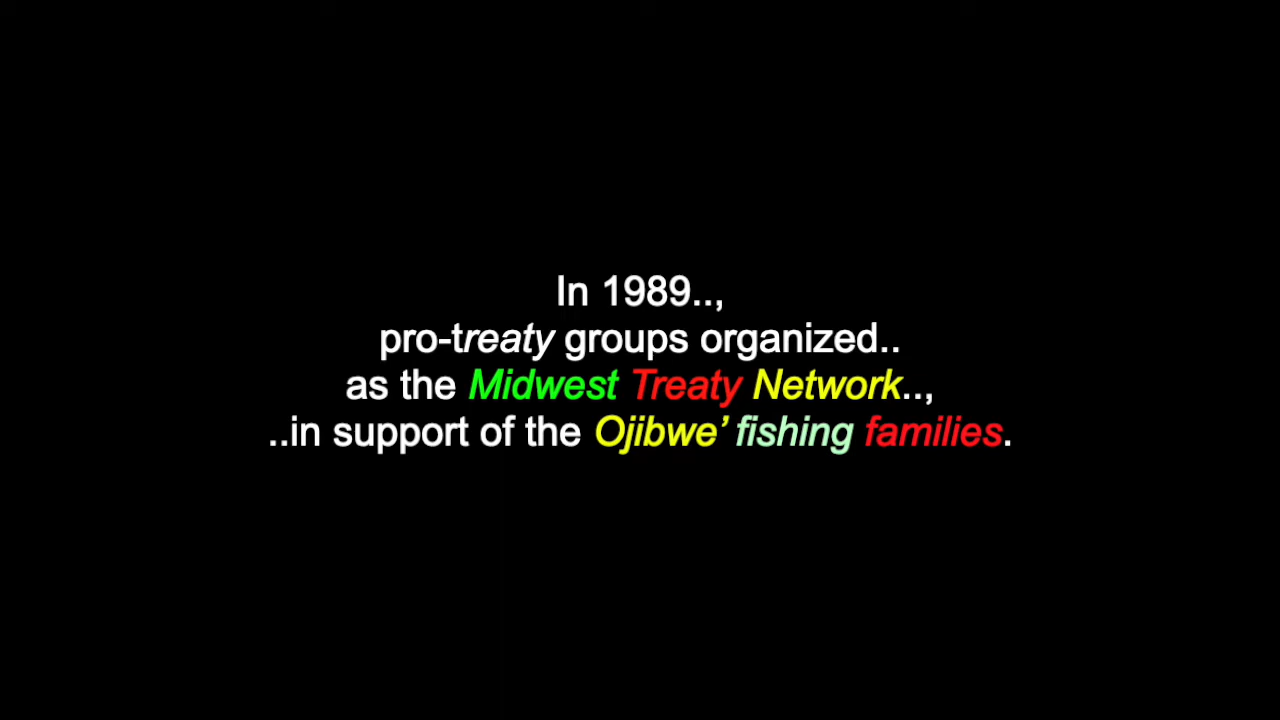 In 1989..,
pro-treaty groups organized..
as the Midwest Treaty Network..,
..in support of the Ojibwe’ fishing families.